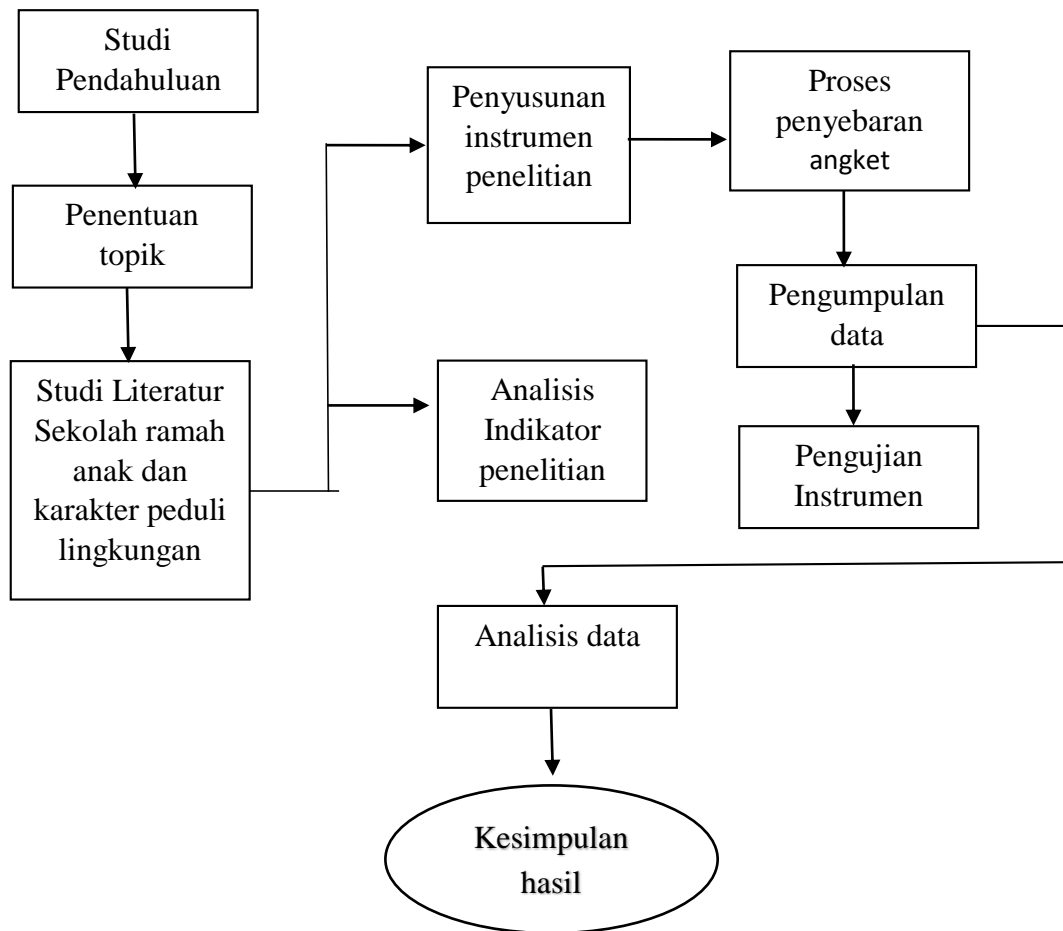 Studi
Pendahuluan
Penentuan
topik
Studi Literatur
Sekolah ramah
anak dan
karakter peduli
lingkungan
Penyusunan
instrumen
penelitian
Analisis
Indikator
penelitian
Proses
penyebaran
angket
Pengumpulan
data
Pengujian
Instrumen
Analisis data
Kesimpulan
hasil